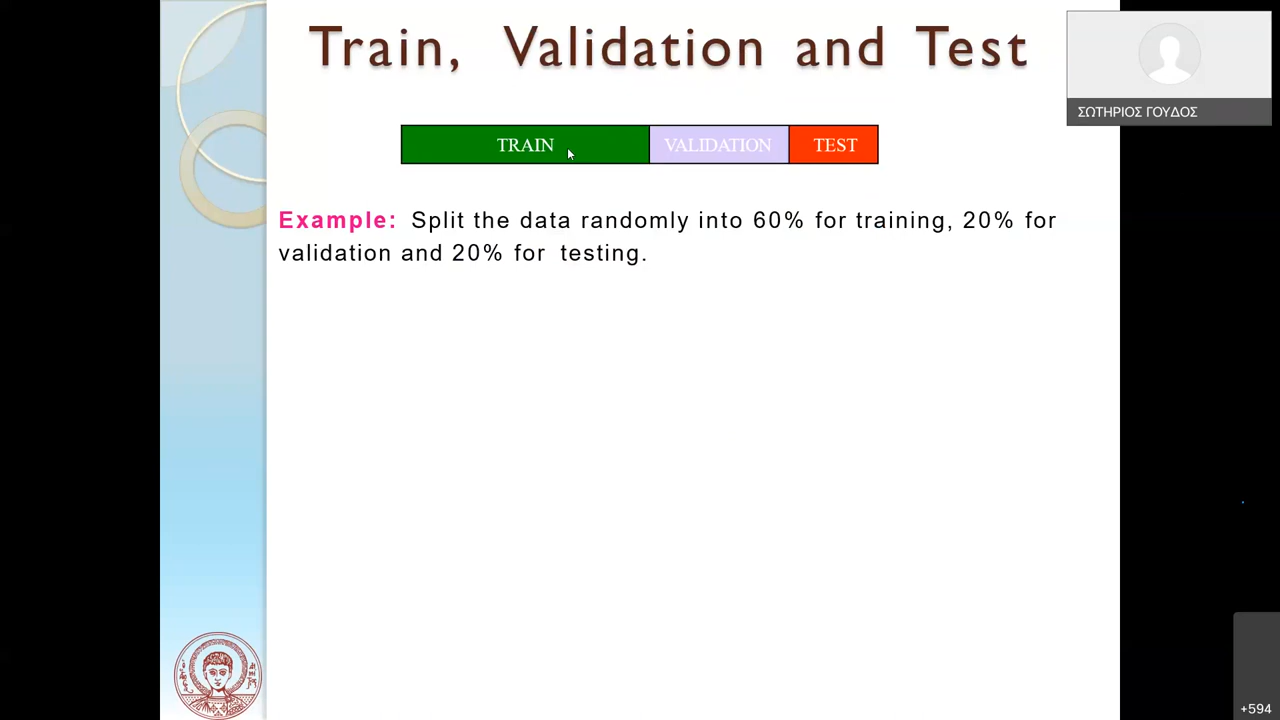 Train, Validation and Test
ΣΩΤΗΡΙΟΣ ΓΟΥΔΟΣ
TRAIN VALIDATION TEST
Example: Split the data randomly into 60% for training, 20% for
validation and 20% for testing.
+594